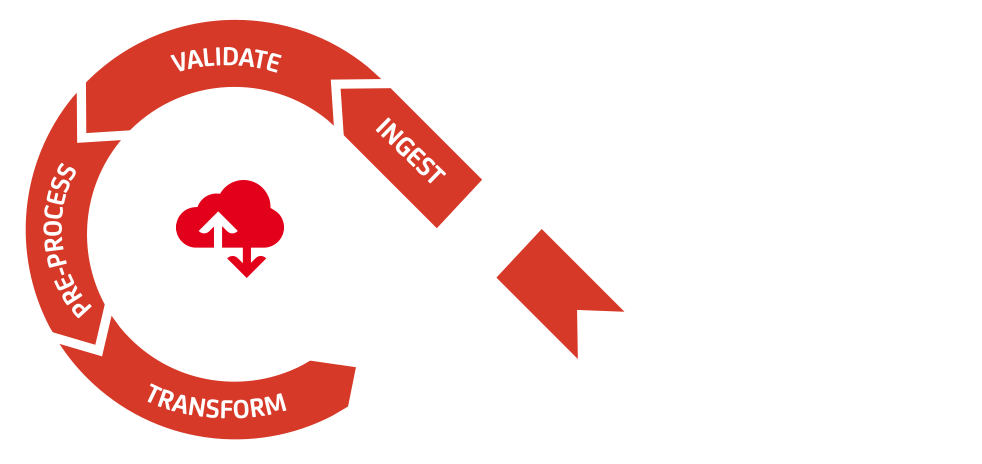 INGEST
VALIDATE
PRE-PROCESS
TRANSFORM